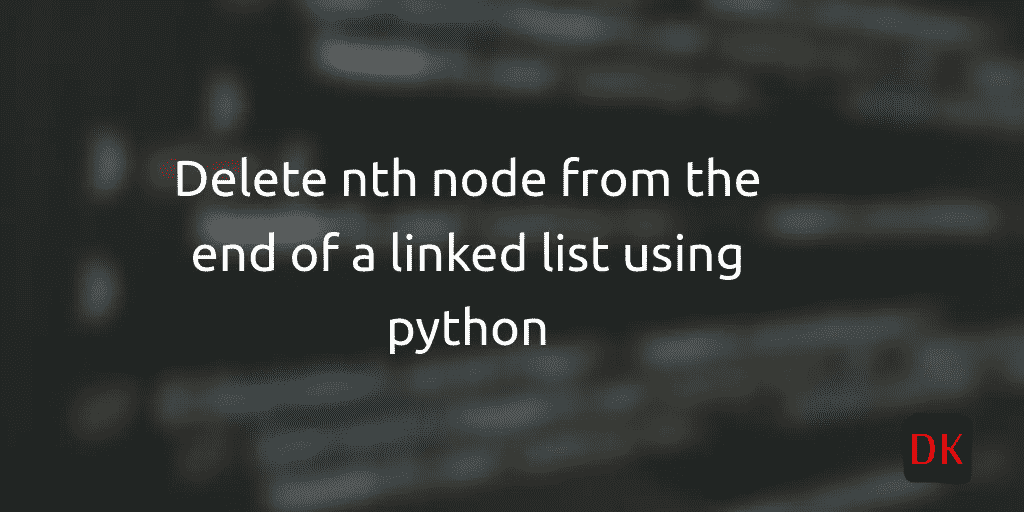 Delete nth node from the
end of a linked list using
python
DK